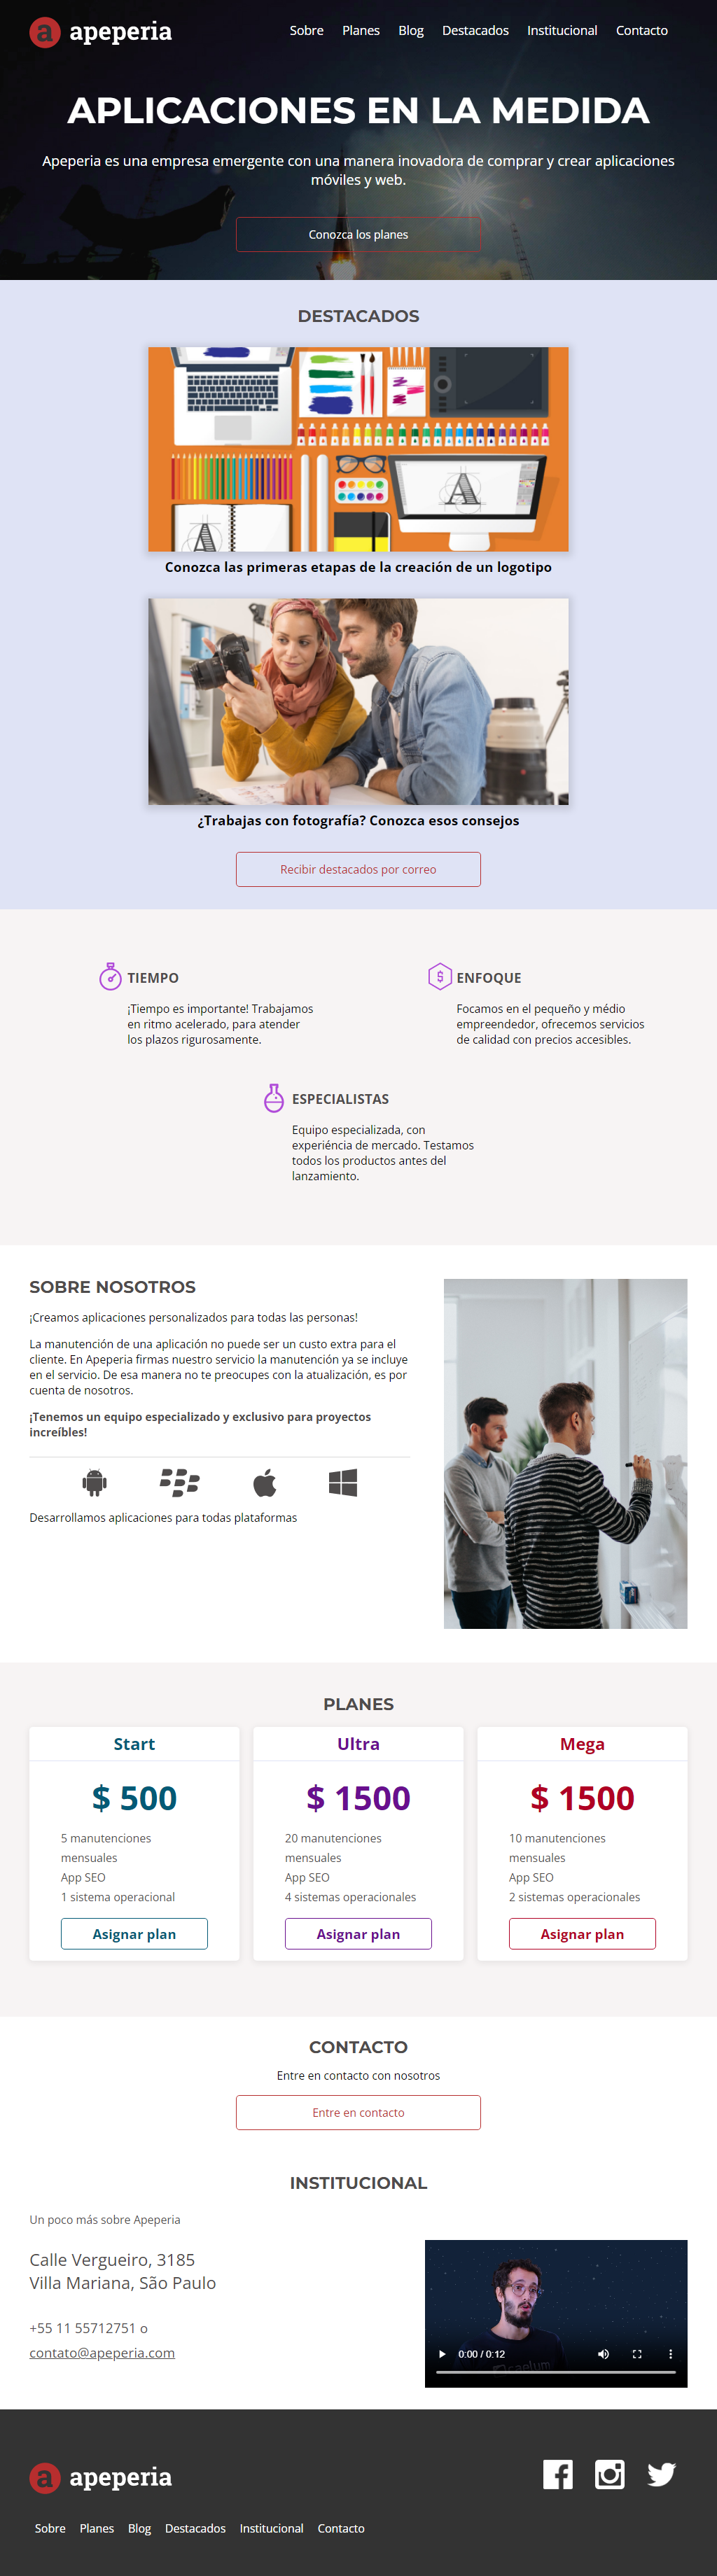 a apeperia
Sobre Planes Blog Destacados Institucional Contacto
APLICACIONES EN LA MEDIDA
Apeperia es una empresa emergente con una manera inovadora de comprar y crear aplicaciones
móviles y web.
Conozca los planes
DESTACADOS
A
A
A
Conozca las primeras etapas de la creación de un logotipo
¿Trabajas con fotografía? Conozca esos consejos
Recibir destacados por correo
TIEMPO
¡Tiempo es importante! Trabajamos
en ritmo acelerado, para atender
los plazos rigurosamente.
$ ENFOQUE
Focamos en el pequeño y médio
empreendedor, ofrecemos servicios
de calidad con precios accesibles.
ESPECIALISTAS
Equipo especializada, con
experiéncia de mercado. Testamos
todos los productos antes del
lanzamiento.
SOBRE NOSOTROS
¡Creamos aplicaciones personalizados para todas las personas!
La manutención de una aplicación no puede ser un custo extra para el
cliente. En Apeperia firmas nuestro servicio la manutención ya se incluye
en el servicio. De esa manera no te preocupes con la atualización, es por
cuenta de nosotros.
¡Tenemos un equipo especializado y exclusivo para proyectos
increíbles!
Desarrollamos aplicaciones para todas plataformas
PLANES
Start
$ 500
5 manutenciones
mensuales
App SEO
1 sistema operacional
Asignar plan
Ultra
$ 1500
20 manutenciones
mensuales
App SEO
4 sistemas operacionales
Asignar plan
Mega
$ 1500
10 manutenciones
mensuales
App SEO
2 sistemas operacionales
Asignar plan
CONTACTO
Entre en contacto con nosotros
Entre en contacto
INSTITUCIONAL
Un poco más sobre Apeperia
Calle Vergueiro, 3185
Villa Mariana, São Paulo
+55 11 55712751 o
contato@apeperia.com
caelum
0:00 / 0:12
a apeperia
Sobre Planes Blog Destacados Institucional Contacto